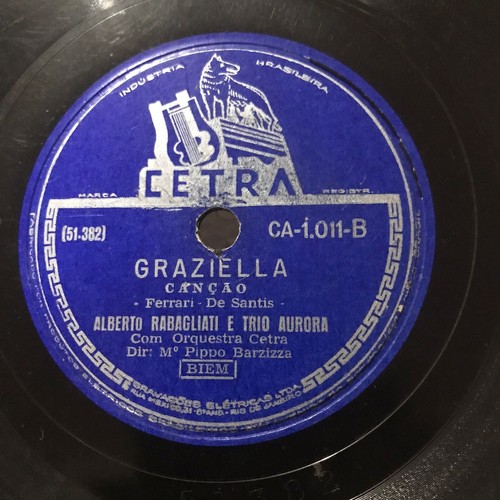 INDÚSTRIA BRASILEIRA
CETRA
MARCA REGISTR.
(51.382)
CA-1.011-B
GRAZIELLA
CANÇÃO
- Ferrari - De Santis -
ALBERTO RABAGLIATI E TRIO AURORA
Com Orquestra Cetra
Dir: Mº Pippo Barzizza
BIEM
GRAVAÇÕES ELÉTRICAS LTDA
RIO DE JANEIRO